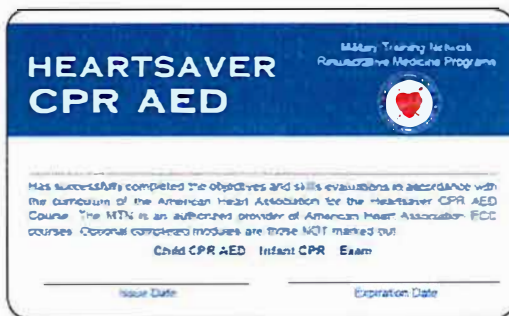 HEARTSAVER
CPR AED
Military Training Network
Resuscitative Medicine Programs
Has successfully completed the objectives and skills evaluations in accordance with
the curriculum of the American Heart Association for the Heartsaver CPR AED
Course. The MTN is an authorized provider of American Heart Association ECC
courses. Optional completed modules are those NOT marked out
Child CPR AED Infant CPR Exam
Issue Date
Expiration Date